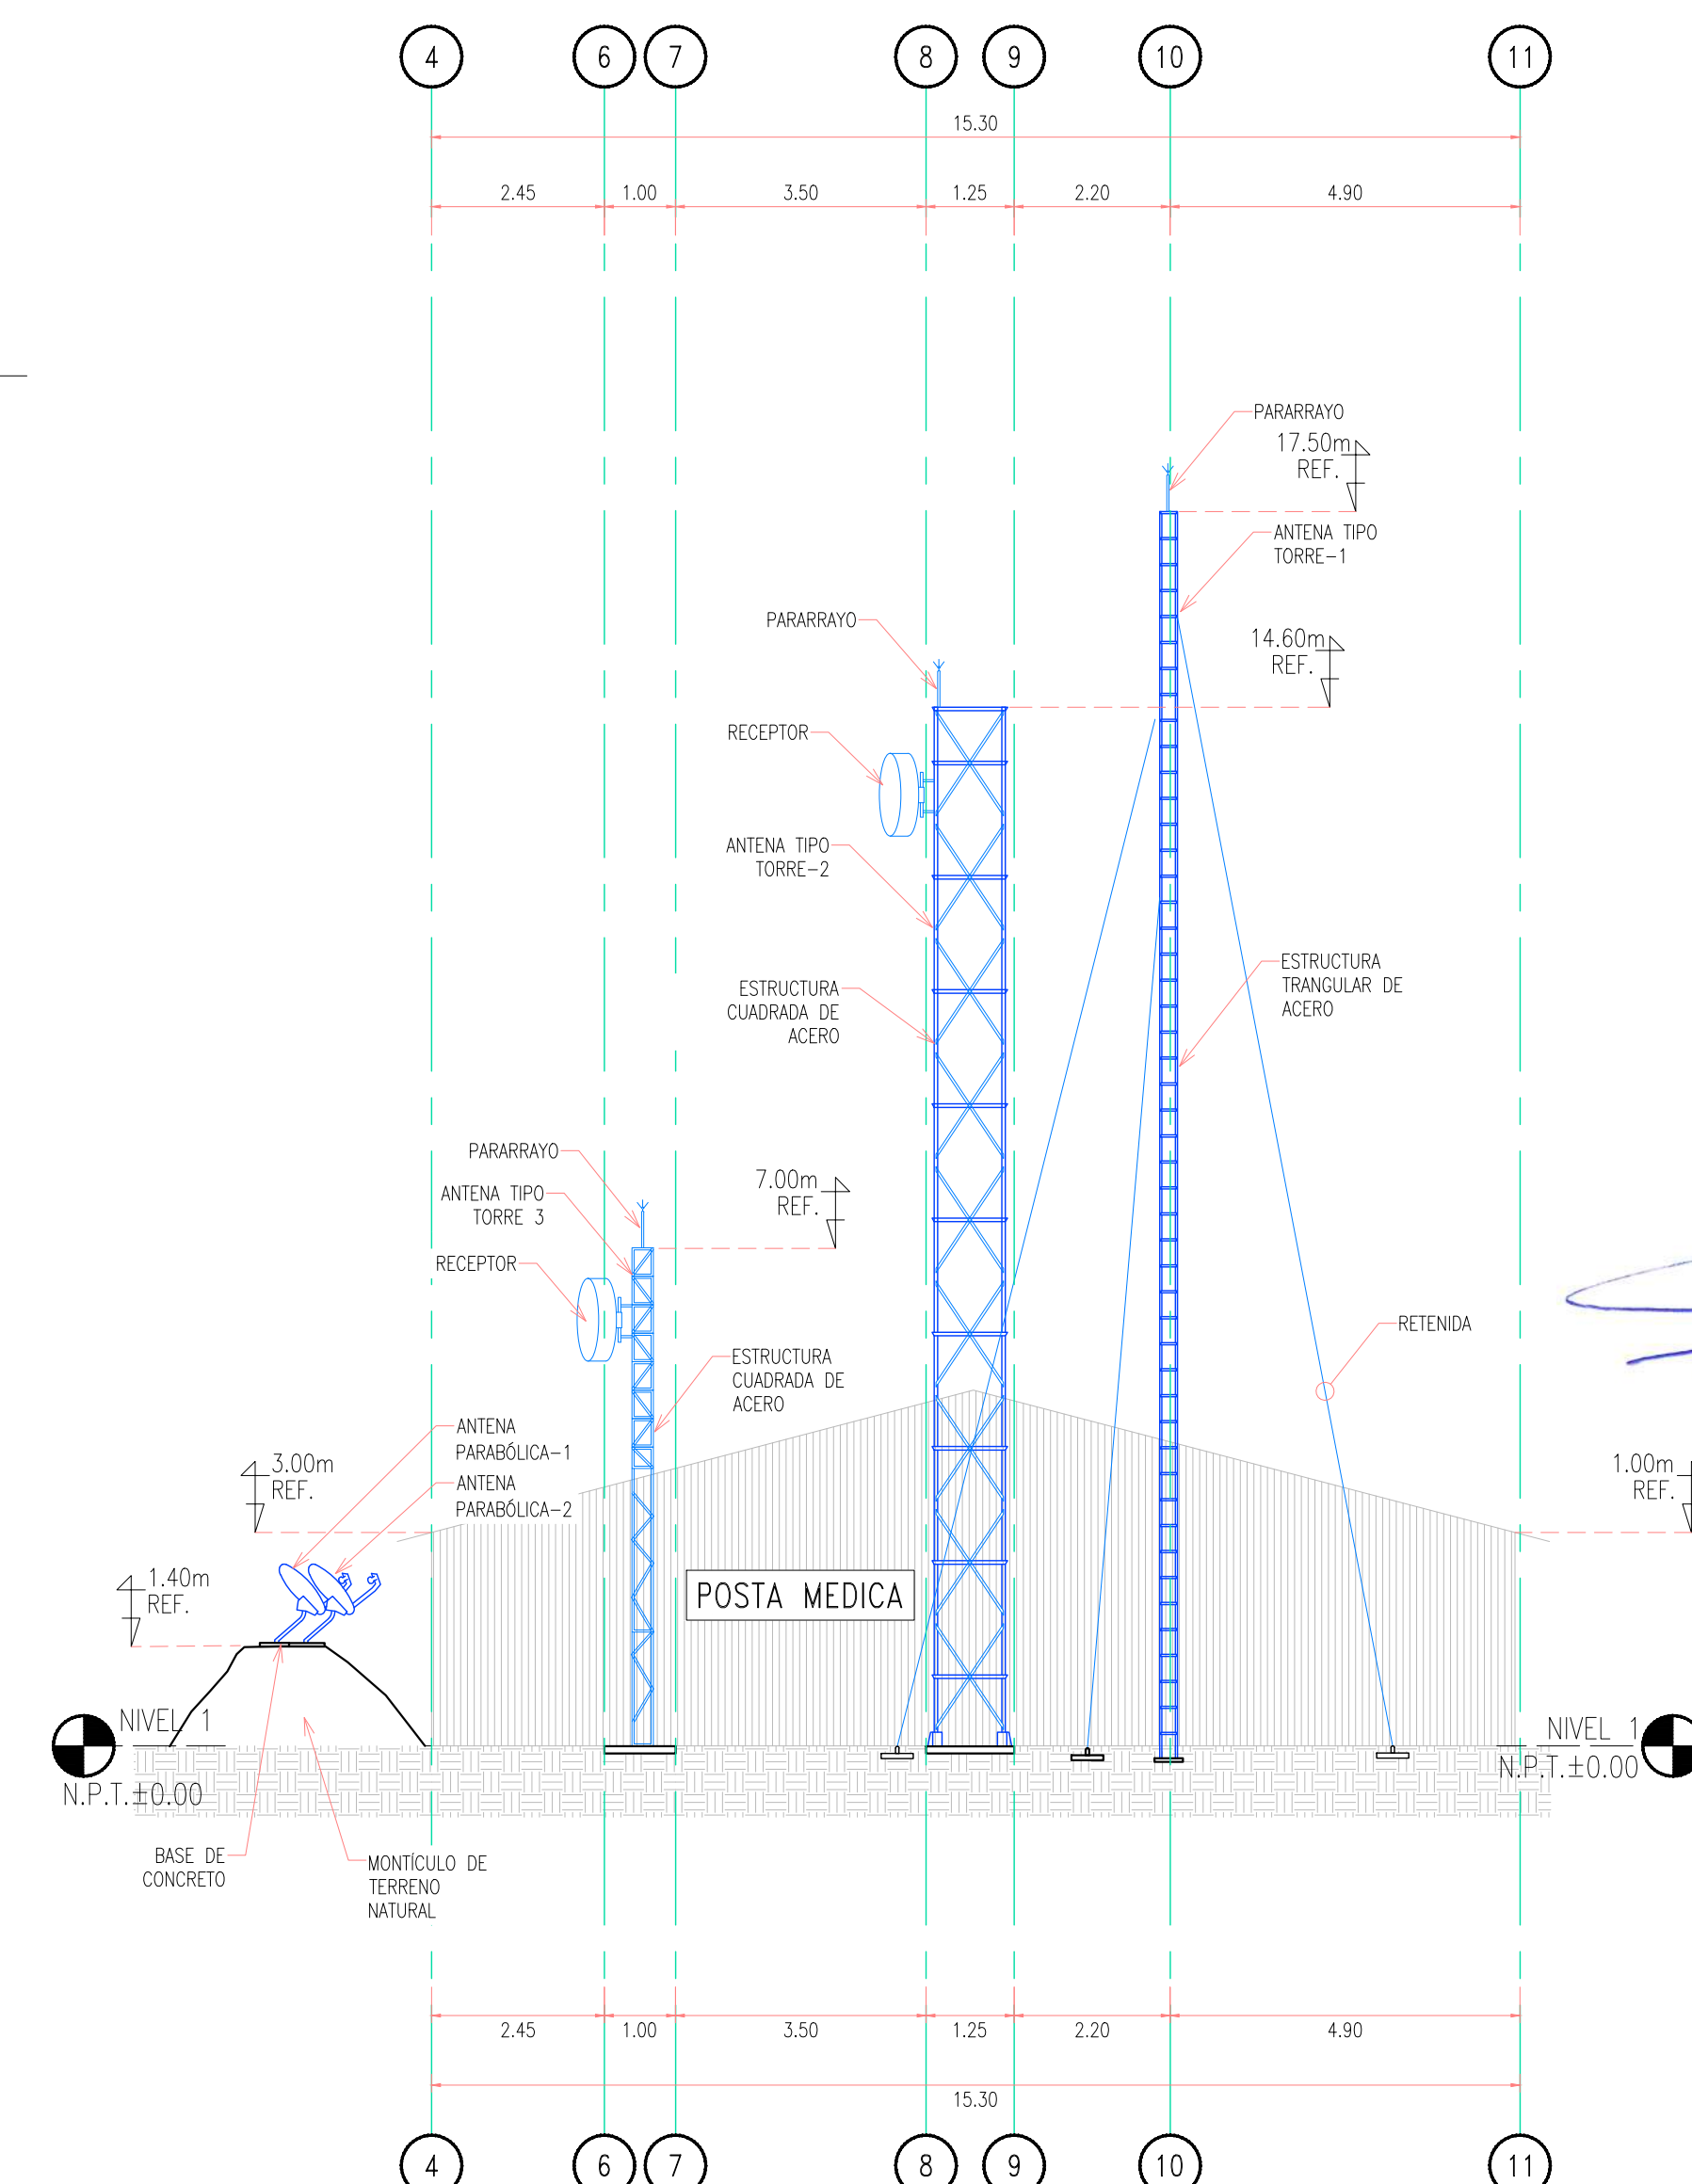 4 6 7 8 9 10 11
15.30
2.45 1.00 3.50 1.25 2.20 4.90
PARARRAYO
17.50m
REF.
ANTENA TIPO
TORRE-1
PARARRAYO
14.60m
REF.
RECEPTOR
ANTENA TIPO
TORRE-2
ESTRUCTURA
TRANGULAR DE
ACERO
ESTRUCTURA
CUADRADA DE
ACERO
PARARRAYO
7.00m
REF.
ANTENA TIPO
TORRE 3
RECEPTOR
RETENIDA
ESTRUCTURA
CUADRADA DE
ACERO
ANTENA
PARABÓLICA-1
3.00m
REF.
ANTENA
PARABÓLICA-2
1.00m
REF.
1.40m
REF.
POSTA MEDICA
NIVEL 1
N.P.T.±0.00
NIVEL 1
N.P.T.±0.00
BASE DE
CONCRETO
MONTÍCULO DE
TERRENO
NATURAL
2.45 1.00 3.50 1.25 2.20 4.90
15.30
4 6 7 8 9 10 11